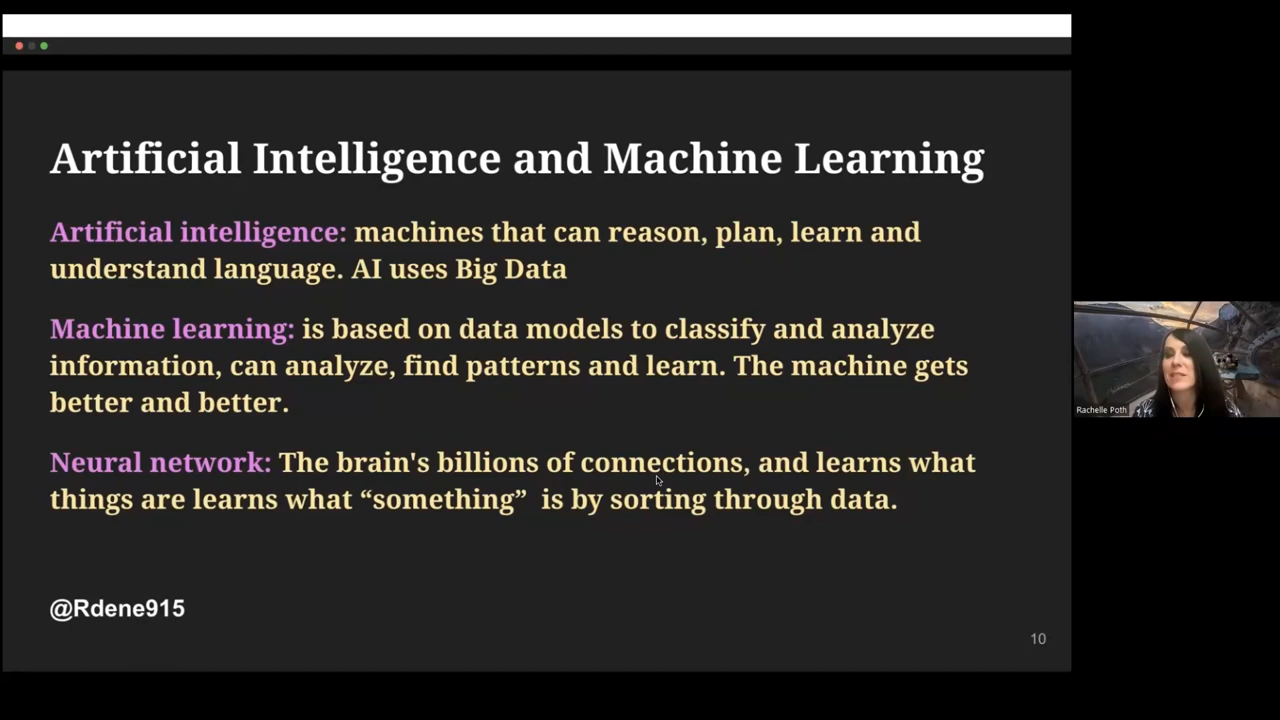 Artificial Intelligence and Machine Learning
Artificial intelligence: machines that can reason, plan, learn and
understand language. AI uses Big Data
Machine learning: is based on data models to classify and analyze
information, can analyze, find patterns and learn. The machine gets
better and better.
Neural network: The brain's billions of connections, and learns what
things are learns what “something”  is by sorting through data.
@Rdene915
10
Rachelle Poth